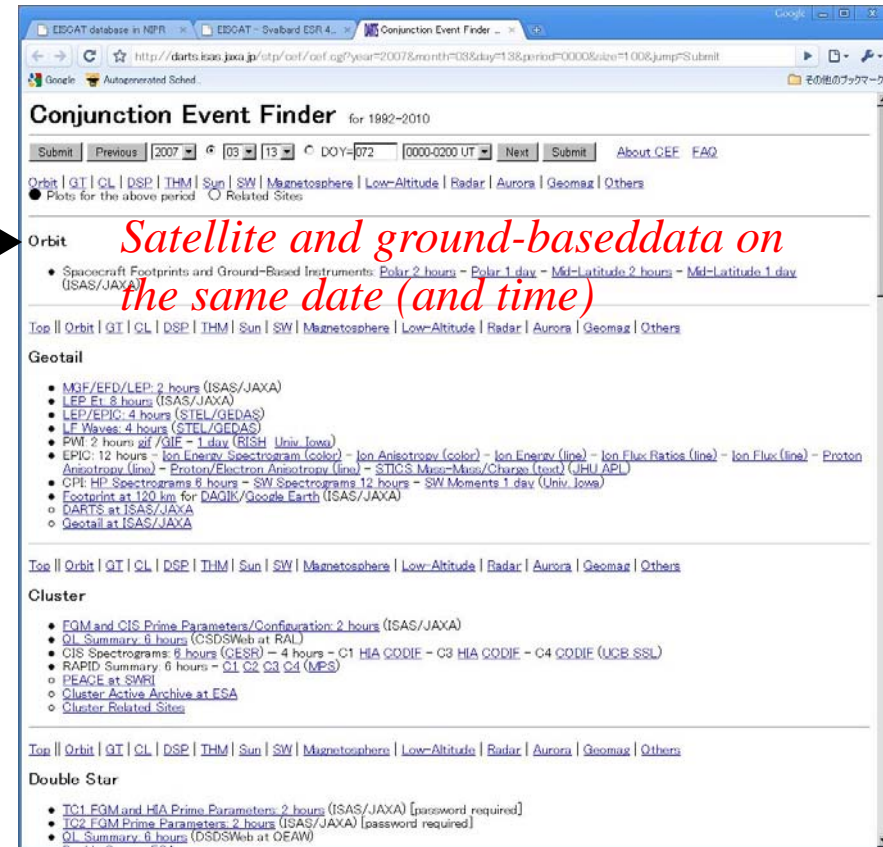 Google
EISCAT database in NIPR
EISCAT - Svalbard ESR 4...
Conjunction Event Finder _
http://darts.isas.jaxa.jp/stp/cef/cef.cgi?year=2007&month=03&day=13&period=0000&size=100&jump=Submit
Google Autogenerated Sched...
その他のブックマーク
Conjunction Event Finder for 1992-2010
Submit Previous 2007 03 13 DOY=072 0000-0200 UT Next Submit About CEF FAQ
Orbit | GT | CL | DSP | THM | Sun | SW | Magnetosphere | Low-Altitude | Radar | Aurora | Geomag | Others
● Plots for the above period ○ Related Sites
Orbit
Satellite and ground-baseddata on
• Spacecraft Footprints and Ground-Based Instruments: Polar 2 hours - Polar 1 day - Mid-Latitude 2 hours - Mid-Latitude 1 day
(ISAS/JAXA)
the same date (and time)
Top || Orbit | GT | CL | DSP | THM | Sun | SW | Magnetosphere | Low-Altitude | Radar | Aurora | Geomag | Others
Geotail
• MGF/EFD/LEP: 2 hours (ISAS/JAXA)
• LEP Et: 8 hours (ISAS/JAXA)
• LEP/EPIC: 4 hours (STEL/GEDAS)
• LF Waves: 4 hours (STEL/GEDAS)
• PWI: 2 hours gif /GIF - 1 day (RISH Univ. Iowa)
• EPIC: 12 hours - Ion Energy Spectrogram (color) - Ion Anisotropy (color) - Ion Energy (line) - Ion Flux Ratios (line) - Ion Flux (line) - Proton
Anisotropy (line) - Proton/Electron Anisotropy (line) - STICS Mass-Mass/Charge (text) (JHU APL)
• CPI: HP Spectrograms 6 hours - SW Spectrograms 12 hours - SW Moments 1 day (Univ. Iowa)
• Footprint at 120 km for DAGIK/Google Earth (ISAS/JAXA)
○ DARTS at ISAS/JAXA
○ Geotail at ISAS/JAXA
Top || Orbit | GT | CL | DSP | THM | Sun | SW | Magnetosphere | Low-Altitude | Radar | Aurora | Geomag | Others
Cluster
• FGM and CIS Prime Parameters/Configuration: 2 hours (ISAS/JAXA)
• QL Summary: 6 hours (CSDSWeb at RAL)
• CIS Spectrograms: 6 hours (CESR) — 4 hours - C1 HIA CODIF - C3 HIA CODIF - C4 CODIF (UCB SSL)
• RAPID Summary: 6 hours - C1 C2 C3 C4 (MPS)
○ PEACE at SWRI
○ Cluster Active Archive at ESA
○ Cluster Related Sites
Top || Orbit | GT | CL | DSP | THM | Sun | SW | Magnetosphere | Low-Altitude | Radar | Aurora | Geomag | Others
Double Star
• TC1 FGM and HIA Prime Parameters: 2 hours (ISAS/JAXA) [password required]
• TC2 FGM Prime Parameters: 2 hours (ISAS/JAXA) [password required]
• QL Summary: 6 hours (DSDSWeb at OEAW)